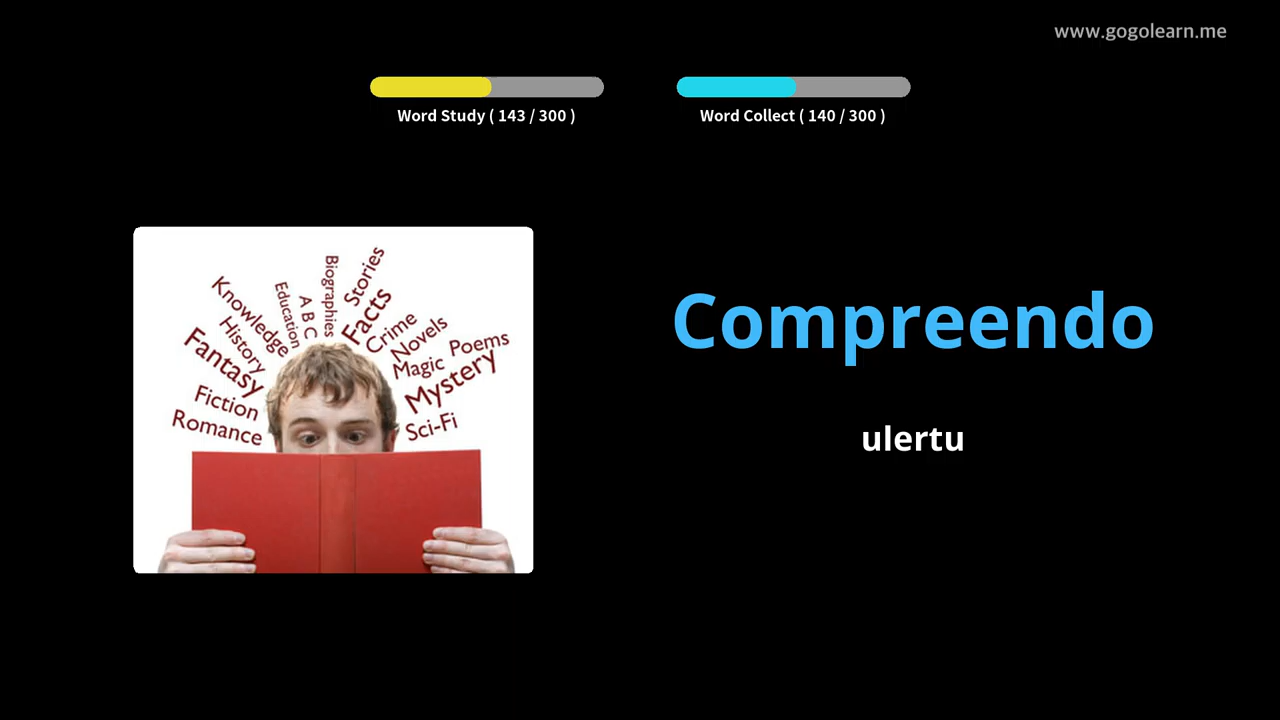 www.gogolearn.me
Word Study ( 143 / 300 )
Word Collect ( 140 / 300 )
Biographies
Stories
Education
A B C
Facts
Knowledge
History
Crime
Novels
Fantasy
Magic
Poems
Mystery
Fiction
Romance
Sci-Fi
Compreendo
ulertu